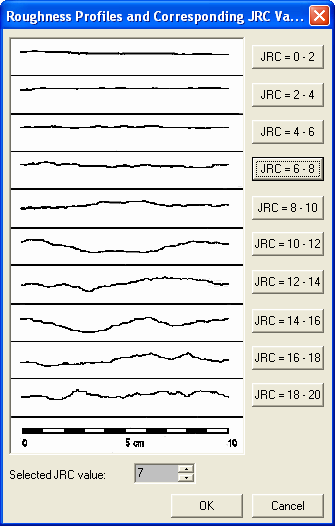 Roughness Profiles and Corresponding JRC Va...
JRC = 0 - 2
JRC = 2 - 4
JRC = 4 - 6
JRC = 6 - 8
JRC = 8 - 10
JRC = 10 - 12
JRC = 12 - 14
JRC = 14 - 16
JRC = 16 - 18
JRC = 18 - 20
0 5 cm 10
Selected JRC value: 7
OK Cancel